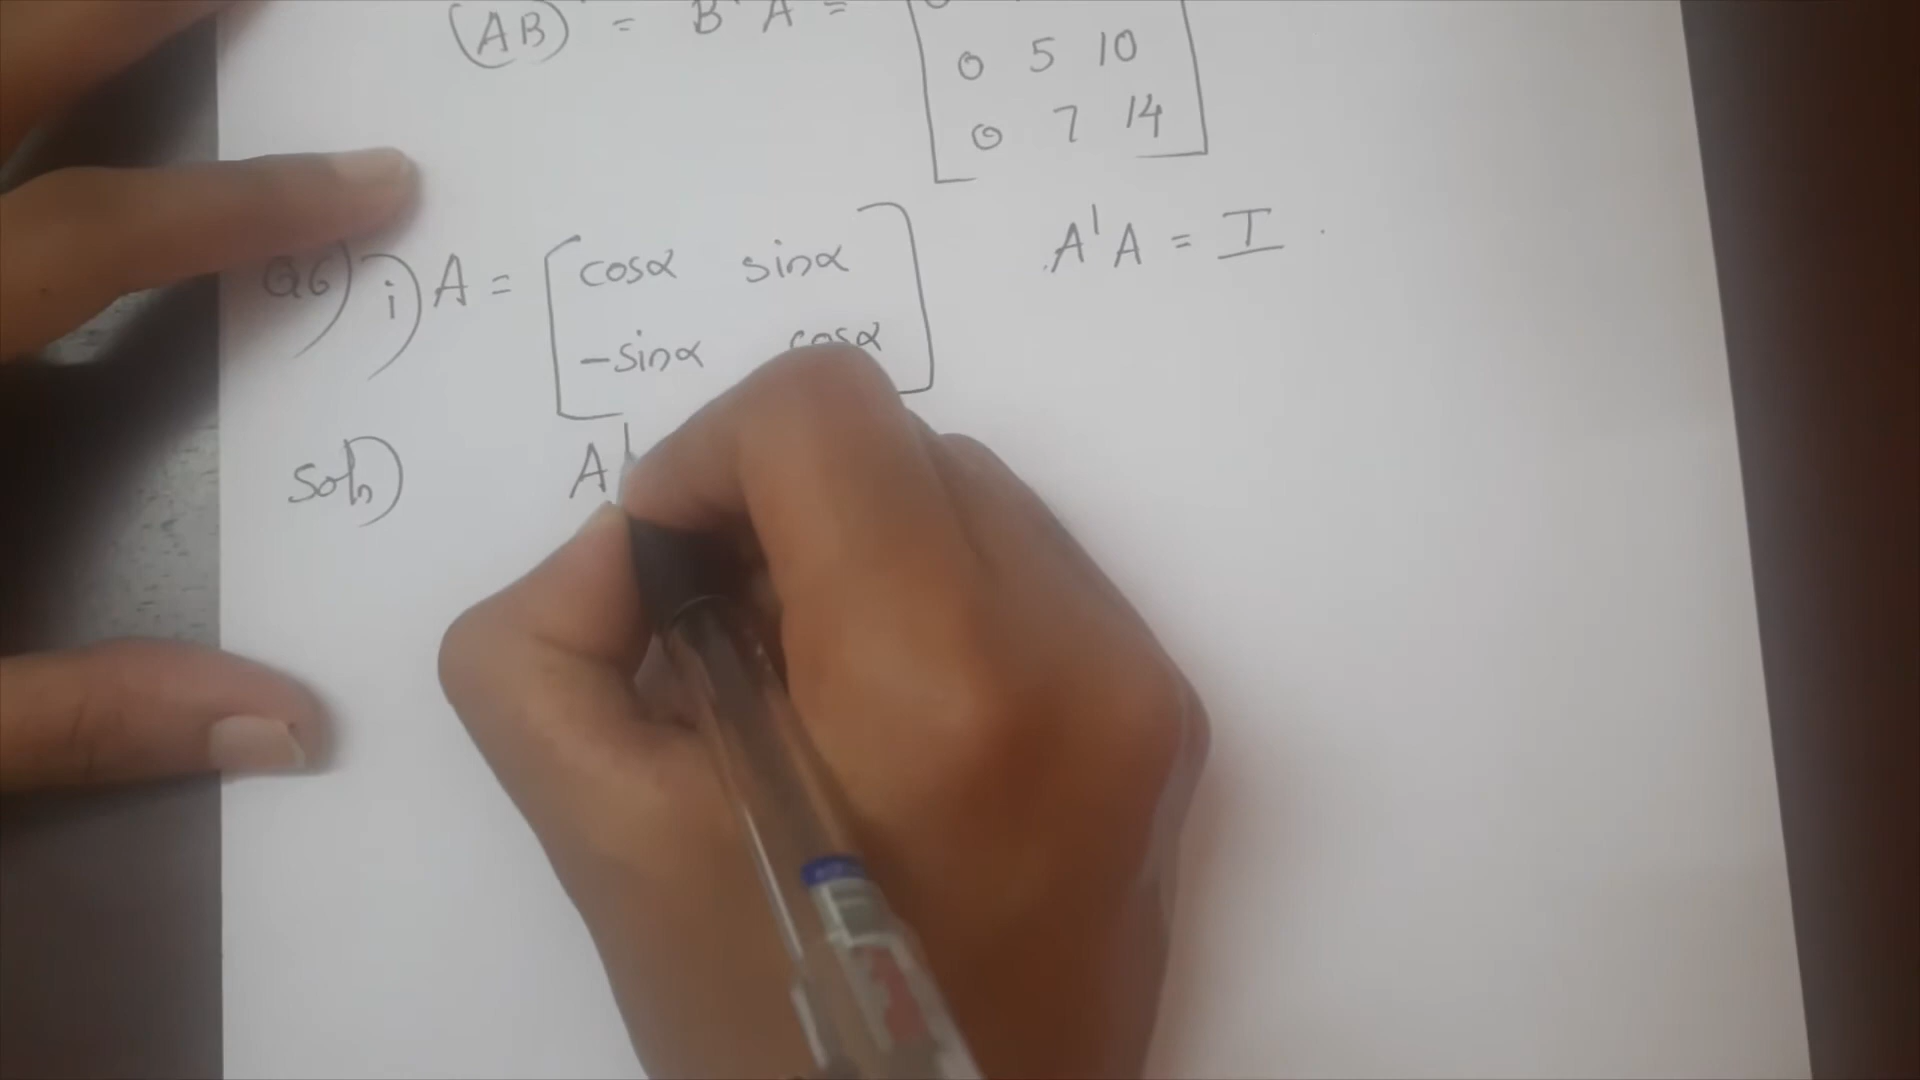 (AB)' = B'A' =
0 5 10
0 7 14
Q6) i) A = [cosα sinα
-sinα cosα] A'A = I.
Soln) A'